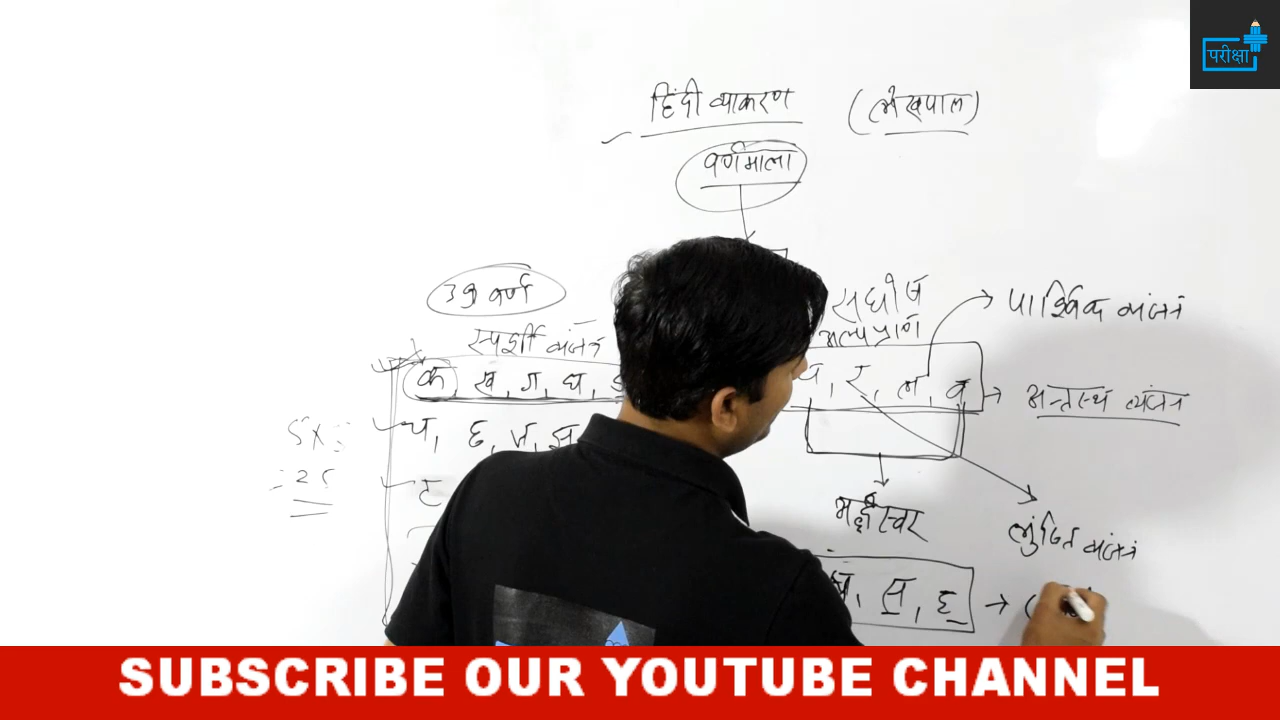 परीक्षा
हिंदी व्याकरण (लेखपाल)
वर्णमाला
39 वर्ण
सघोष
अल्पप्राण
पार्श्विक व्यंजन
स्पर्शी व्यंजन
क, ख, ग, घ,
र, ल, व → अन्तस्थ व्यंजन
च, छ, ज, झ
5X
= 25
ट
अर्द्धस्वर
लुंठित व्यंजन
ष, स, ह →
SUBSCRIBE OUR YOUTUBE CHANNEL